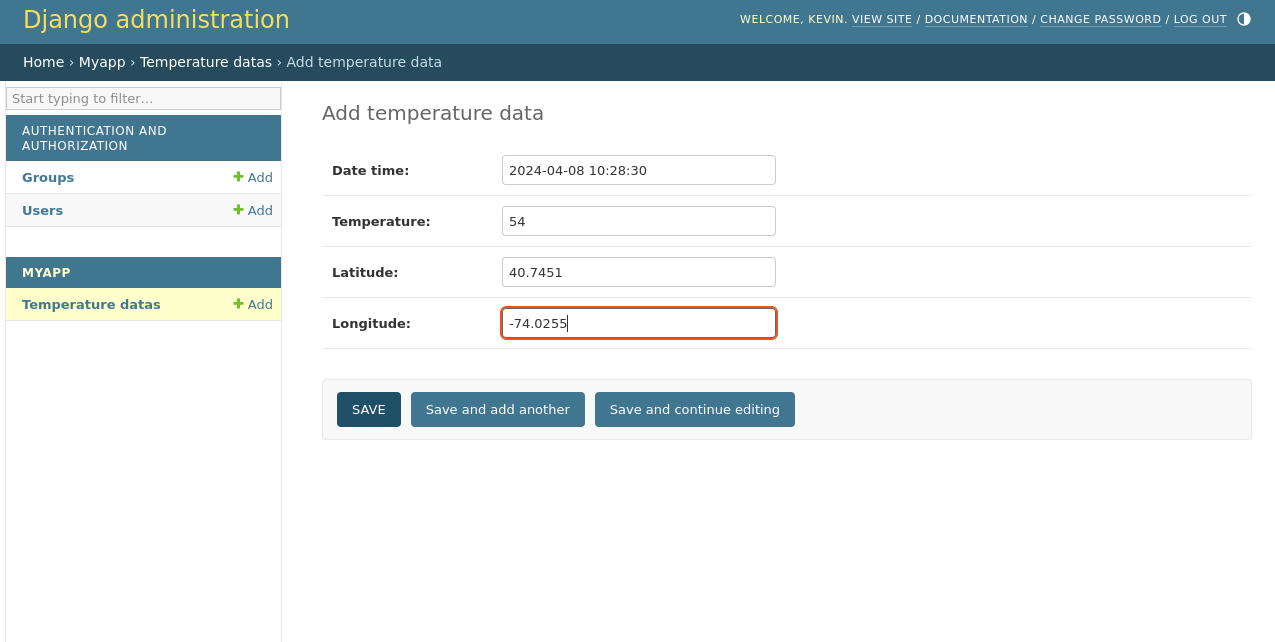 Django administration
WELCOME, KEVIN. VIEW SITE / DOCUMENTATION / CHANGE PASSWORD / LOG OUT
Home › Myapp › Temperature datas › Add temperature data
Start typing to filter…
AUTHENTICATION AND
AUTHORIZATION
Groups + Add
Users + Add
MYAPP
Temperature datas + Add
Add temperature data
Date time: 2024-04-08 10:28:30
Temperature: 54
Latitude: 40.7451
Longitude: -74.0255
SAVE Save and add another Save and continue editing